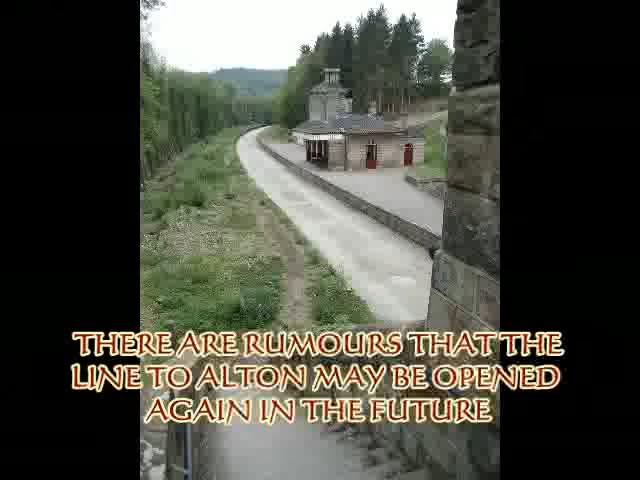 THERE ARE RUMOURS THAT THE
LINE TO ALTON MAY BE OPENED
AGAIN IN THE FUTURE